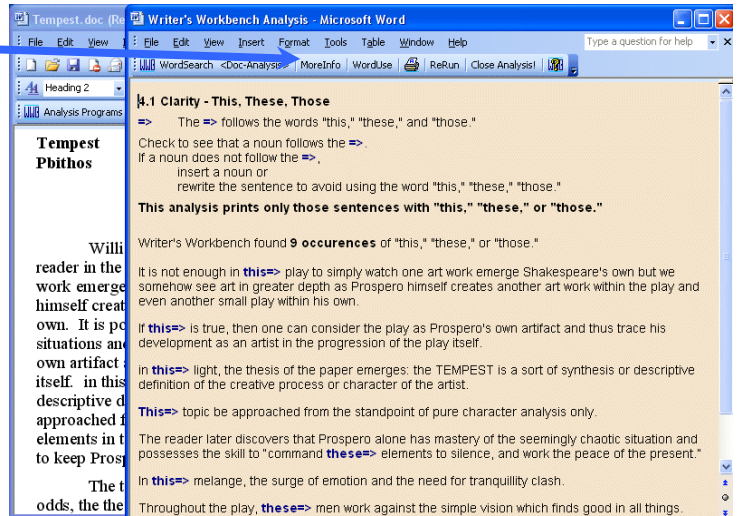 Tempest.doc (Re
File Edit View
Heading 2
Analysis Programs
Tempest
Pbithos
Willi
reader in the
work emerge
himself creat
own. It is po
situations and
own artifact
itself. in this
descriptive d
approached f
elements in t
to keep Prosp
The t
odds, the the
Writer's Workbench Analysis - Microsoft Word
File Edit View Insert Format Tools Table Window Help Type a question for help
WWB WordSearch <Doc-Analysis> MoreInfo WordUse ReRun Close Analysis!
4.1 Clarity - This, These, Those
=> The => follows the words "this," "these," and "those."
Check to see that a noun follows the =>.
If a noun does not follow the =>,
insert a noun or
rewrite the sentence to avoid using the word "this," "these," "those."
This analysis prints only those sentences with "this," "these," or "those."
Writer's Workbench found 9 occurences of "this," "these," or "those."
It is not enough in this=> play to simply watch one art work emerge Shakespeare's own but we
somehow see art in greater depth as Prospero himself creates another art work within the play and
even another small play within his own.
If this=> is true, then one can consider the play as Prospero's own artifact and thus trace his
development as an artist in the progression of the play itself.
in this=> light, the thesis of the paper emerges: the TEMPEST is a sort of synthesis or descriptive
definition of the creative process or character of the artist.
This=> topic be approached from the standpoint of pure character analysis only.
The reader later discovers that Prospero alone has mastery of the seemingly chaotic situation and
possesses the skill to "command these=> elements to silence, and work the peace of the present."
In this=> melange, the surge of emotion and the need for tranquillity clash.
Throughout the play, these=> men work against the simple vision which finds good in all things.